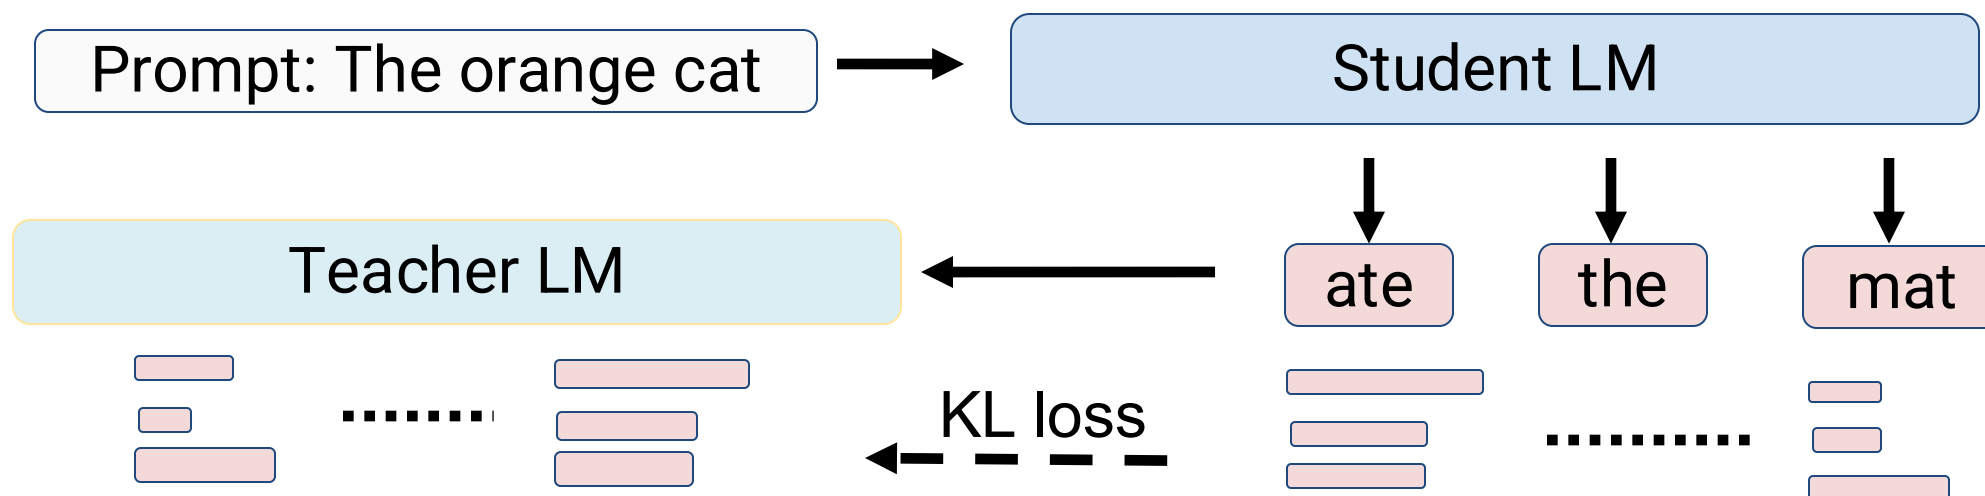 Prompt: The orange cat
Student LM
Teacher LM
ate
the
mat
KL loss